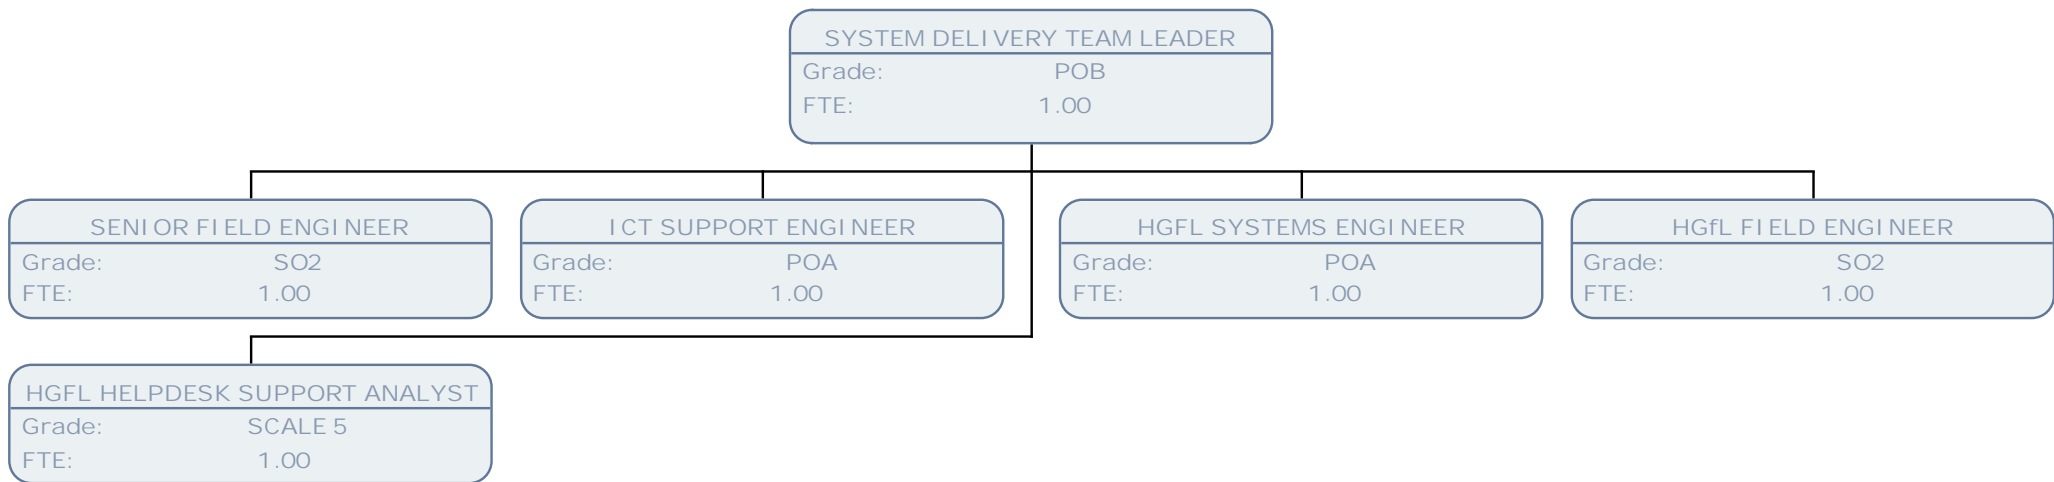 SYSTEM DELIVERY TEAM LEADER
Grade: POB
FTE: 1.00
SENIOR FIELD ENGINEER
Grade: SO2
FTE: 1.00
ICT SUPPORT ENGINEER
Grade: POA
FTE: 1.00
HGFL SYSTEMS ENGINEER
Grade: POA
FTE: 1.00
HGfL FIELD ENGINEER
Grade: SO2
FTE: 1.00
HGFL HELPDESK SUPPORT ANALYST
Grade: SCALE 5
FTE: 1.00